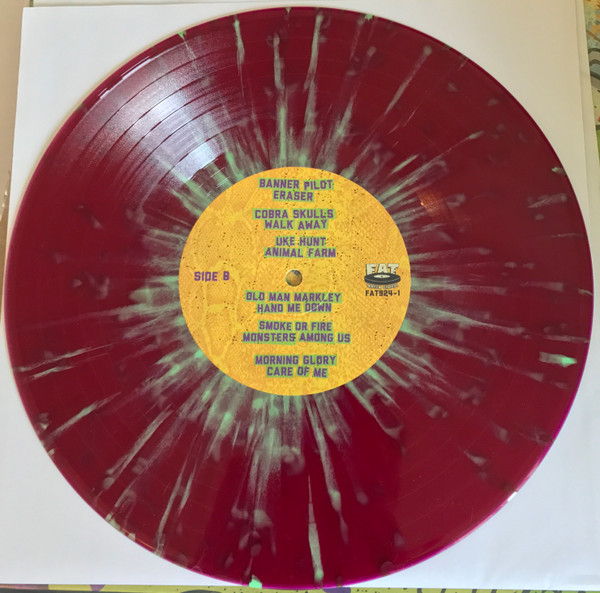 BANNER PILOT
ERASER
COBRA SKULLS
WALK AWAY
UKE HUNT
ANIMAL FARM
SIDE B
FAT
FAT924-1
OLD MAN MARKLEY
HAND ME DOWN
SMOKE OR FIRE
MONSTERS AMONG US
MORNING GLORY
CARE OF ME